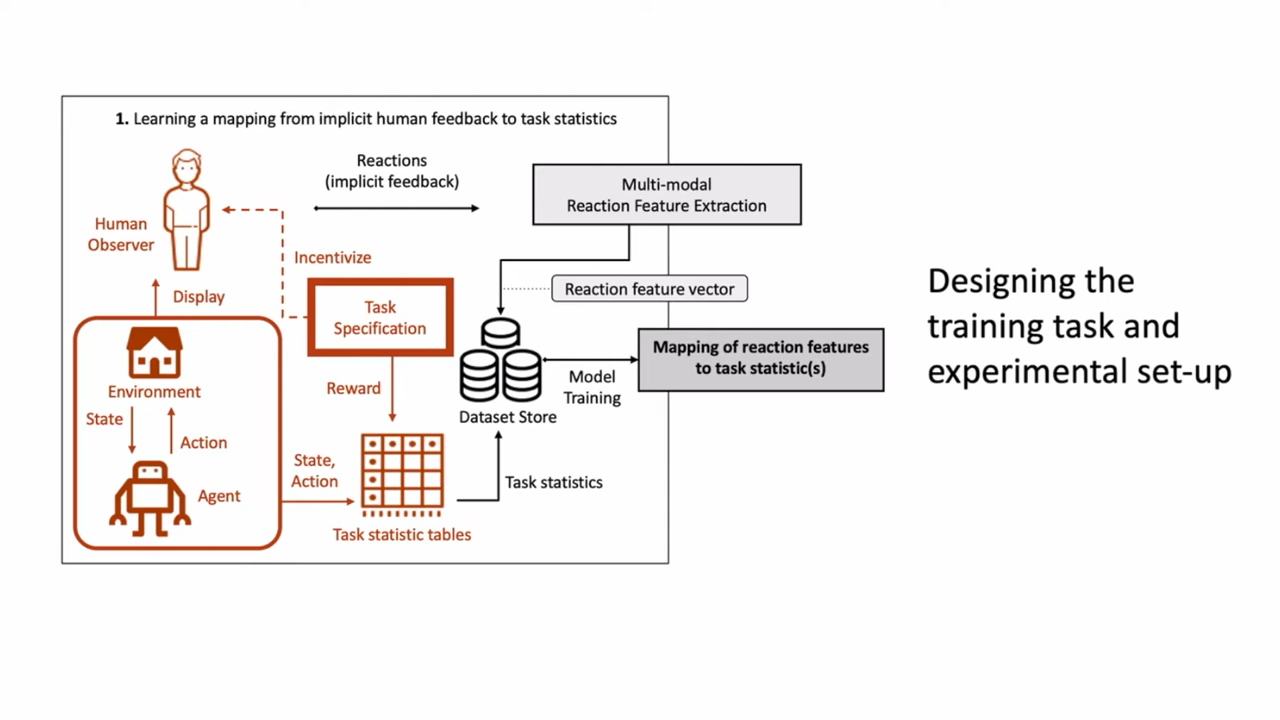 1. Learning a mapping from implicit human feedback to task statistics
Reactions
(implicit feedback)
Multi-modal
Reaction Feature Extraction
Human
Observer
Incentivize
Reaction feature vector
Display
Task
Specification
Designing the
training task and
experimental set-up
Mapping of reaction features
to task statistic(s)
Environment
Reward
Model
Training
Dataset Store
State
Action
State,
Action
Agent
Task statistics
Task statistic tables